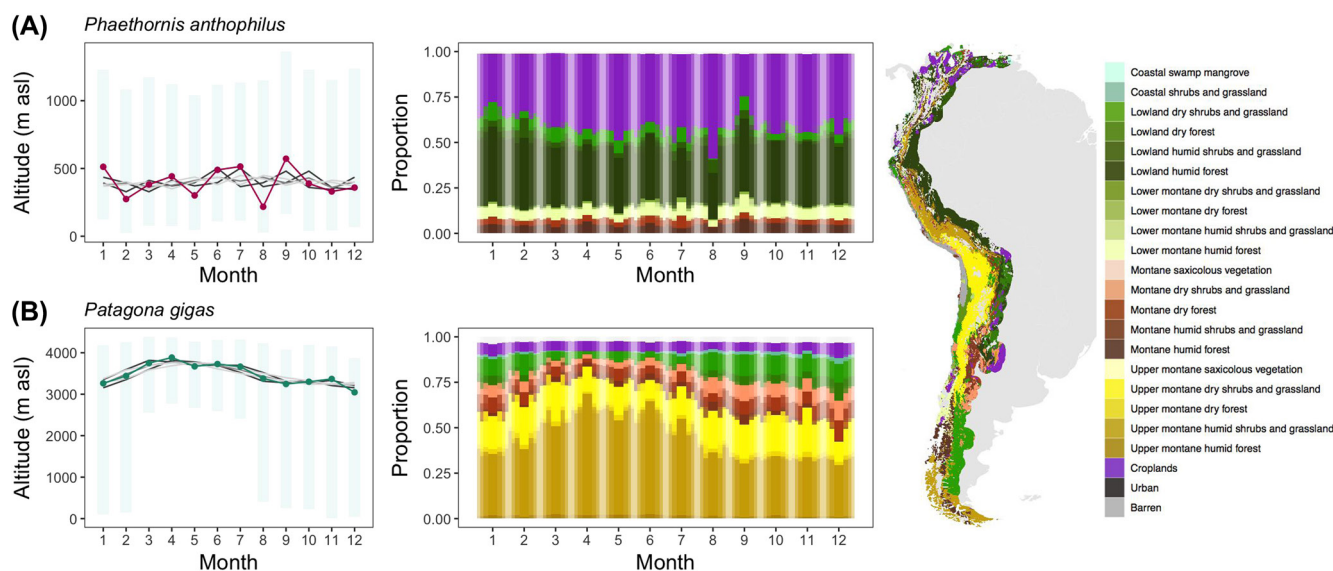 (A)
Phaethornis anthophilus
Altitude (m asl)
1000
500
0
1 2 3 4 5 6 7 8 9 10 11 12
Month
Proportion
1.00
0.75
0.50
0.25
0.00
1 2 3 4 5 6 7 8 9 10 11 12
Month
(B)
Patagona gigas
Altitude (m asl)
4000
3000
2000
1000
0
1 2 3 4 5 6 7 8 9 10 11 12
Month
Proportion
1.00
0.75
0.50
0.25
0.00
1 2 3 4 5 6 7 8 9 10 11 12
Month
Coastal swamp mangrove
Coastal shrubs and grassland
Lowland dry shrubs and grassland
Lowland dry forest
Lowland humid shrubs and grassland
Lowland humid forest
Lower montane dry shrubs and grassland
Lower montane dry forest
Lower montane humid shrubs and grassland
Lower montane humid forest
Montane saxicolous vegetation
Montane dry shrubs and grassland
Montane dry forest
Montane humid shrubs and grassland
Montane humid forest
Upper montane saxicolous vegetation
Upper montane dry shrubs and grassland
Upper montane dry forest
Upper montane humid shrubs and grassland
Upper montane humid forest
Croplands
Urban
Barren